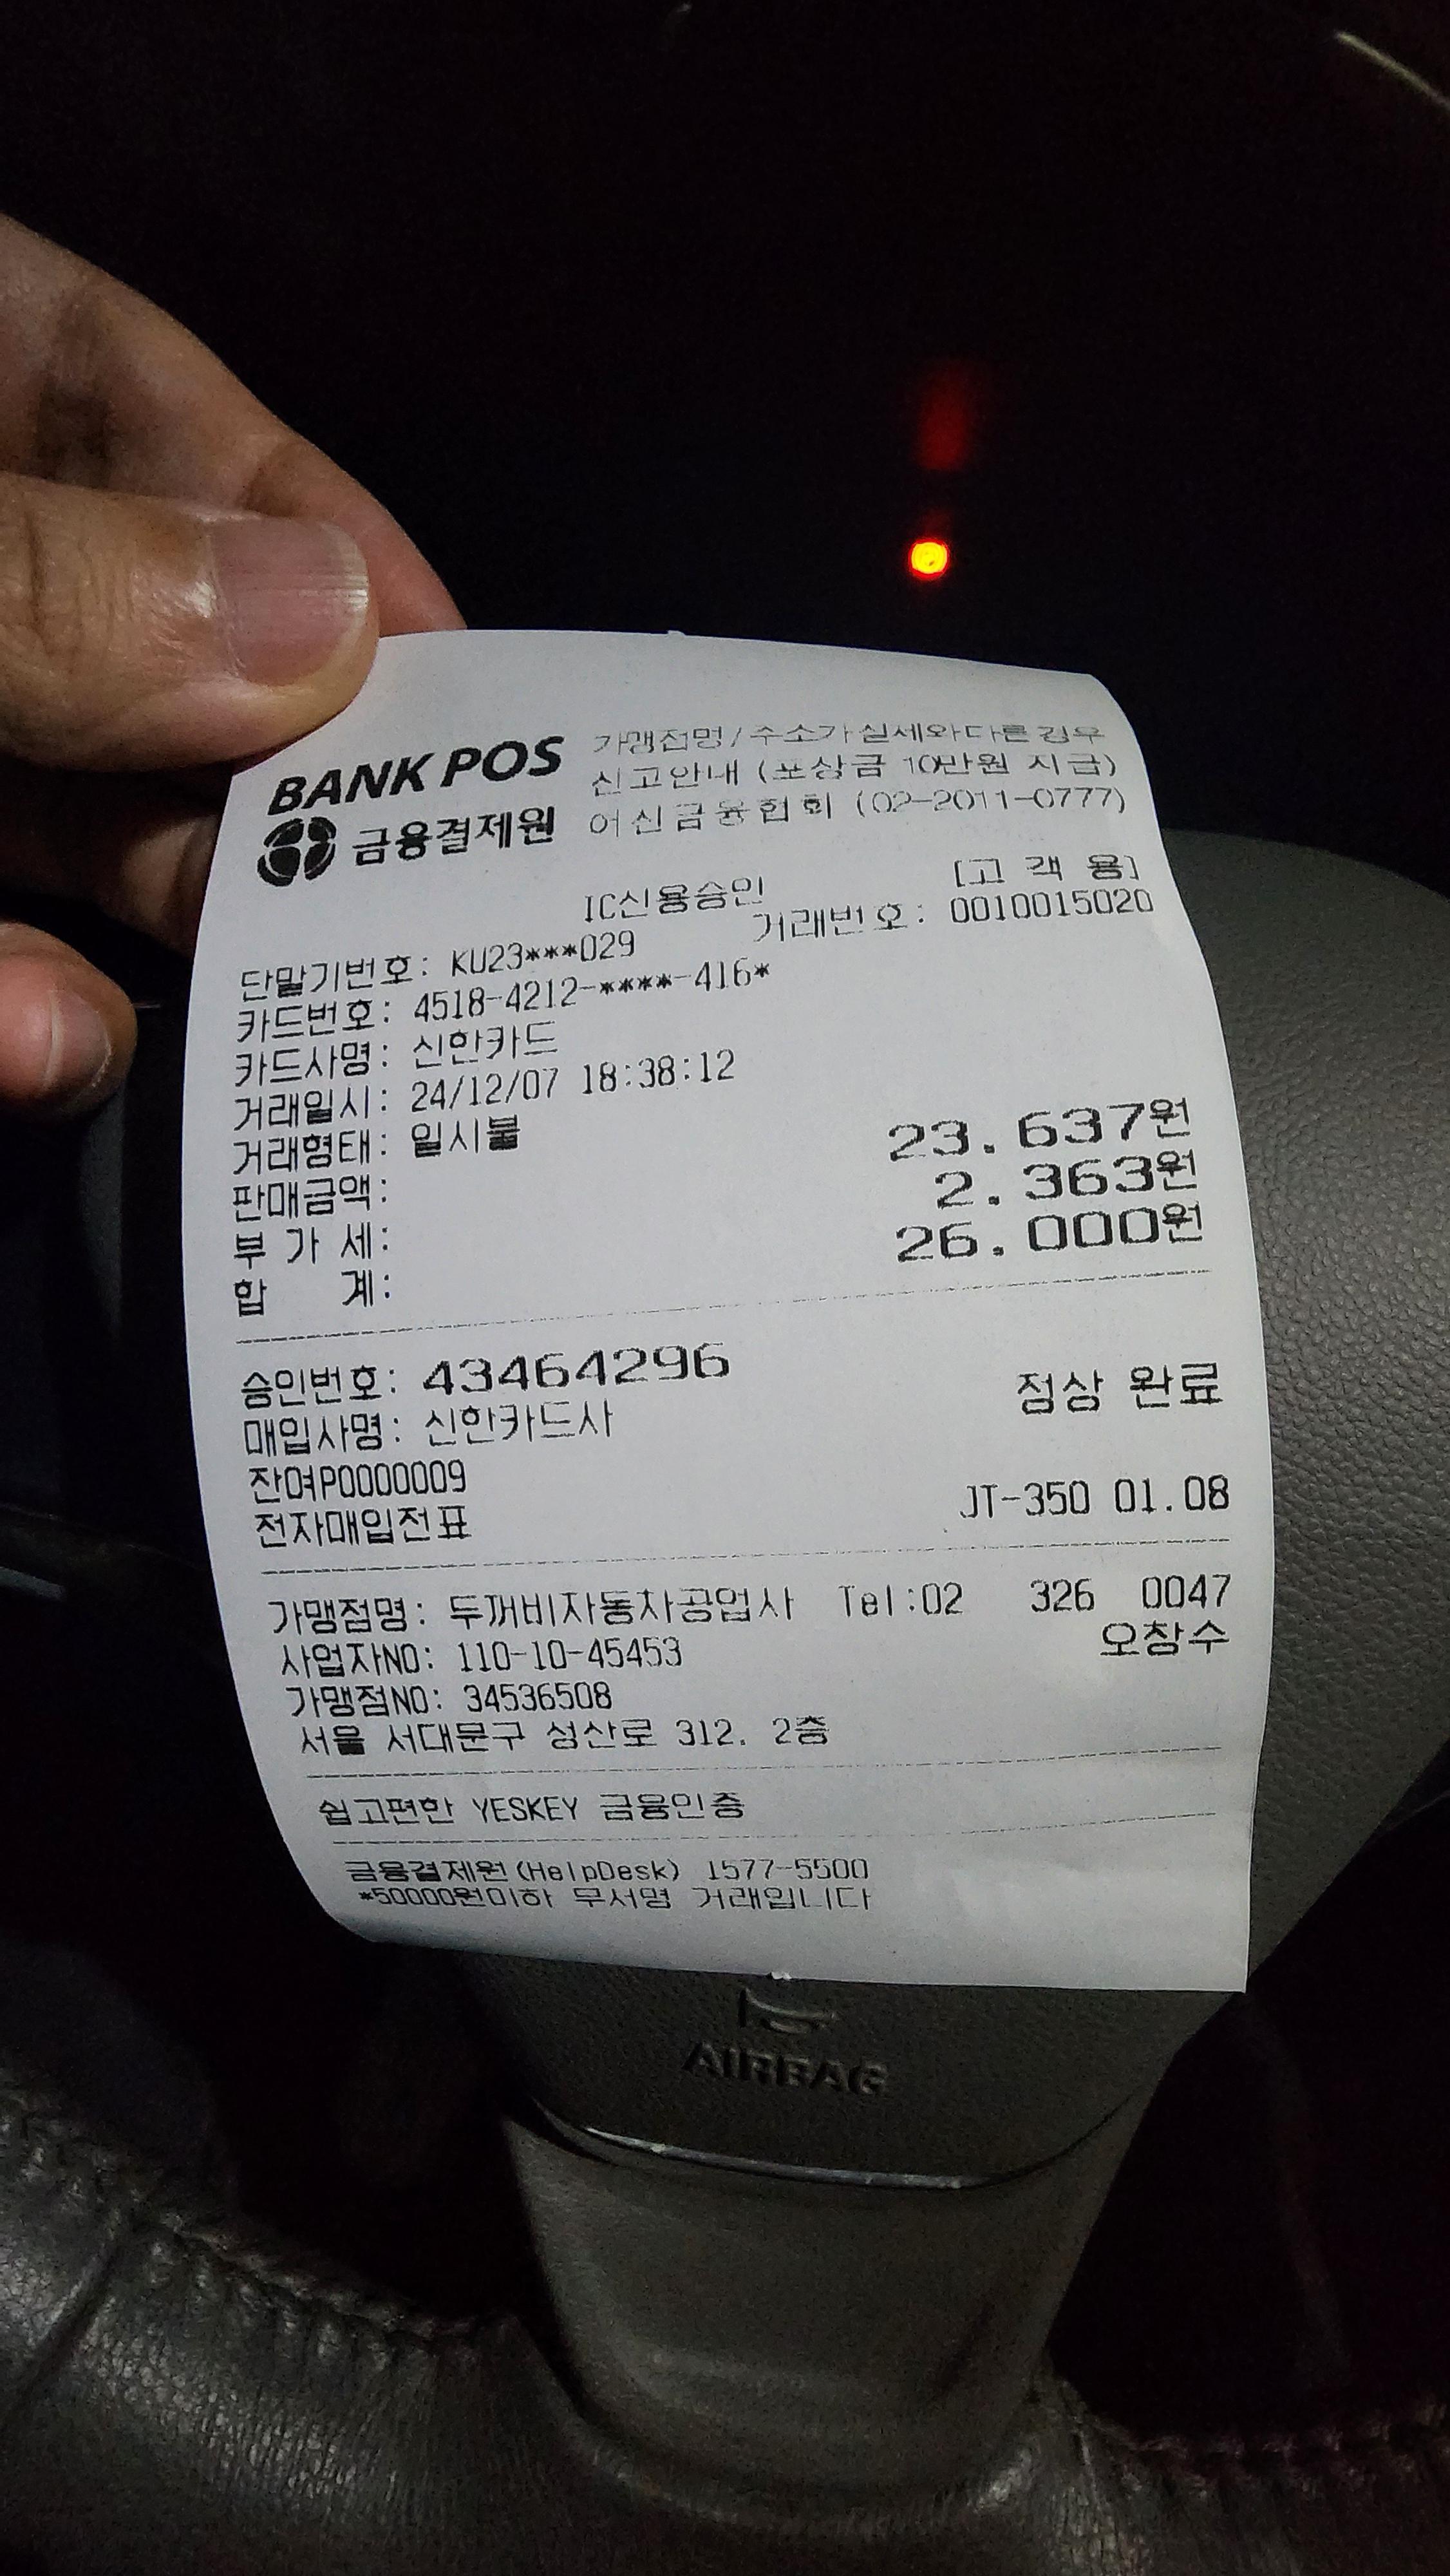 BANK POS
금융결제원
가맹점명/주소가실제와다른경우
신고안내 (포상금 10만원 지급)
여신금융협회 (02-2011-0777)
[고 객 용]
IC신용승인
거래번호: 0010015020
단말기번호: KU23***029
카드번호: 4518-4212-****-416*
카드사명: 신한카드
거래일시: 24/12/07 18:38:12
거래형태: 일시불
판매금액: 23.637원
부 가 세: 2.363원
합 계: 26.000원
승인번호: 43464296
정상 완료
매입사명: 신한카드사
잔여P0000009
전자매입전표
JT-350 01.08
가맹점명: 두꺼비자동차공업사 Tel:02 326 0047
사업자NO: 110-10-45453 오창수
가맹점NO: 34536508
서울 서대문구 성산로 312. 2층
쉽고편한 YESKEY 금융인증
금융결제원(HelpDesk) 1577-5500
*50000원이하 무서명 거래입니다
AIRBAG